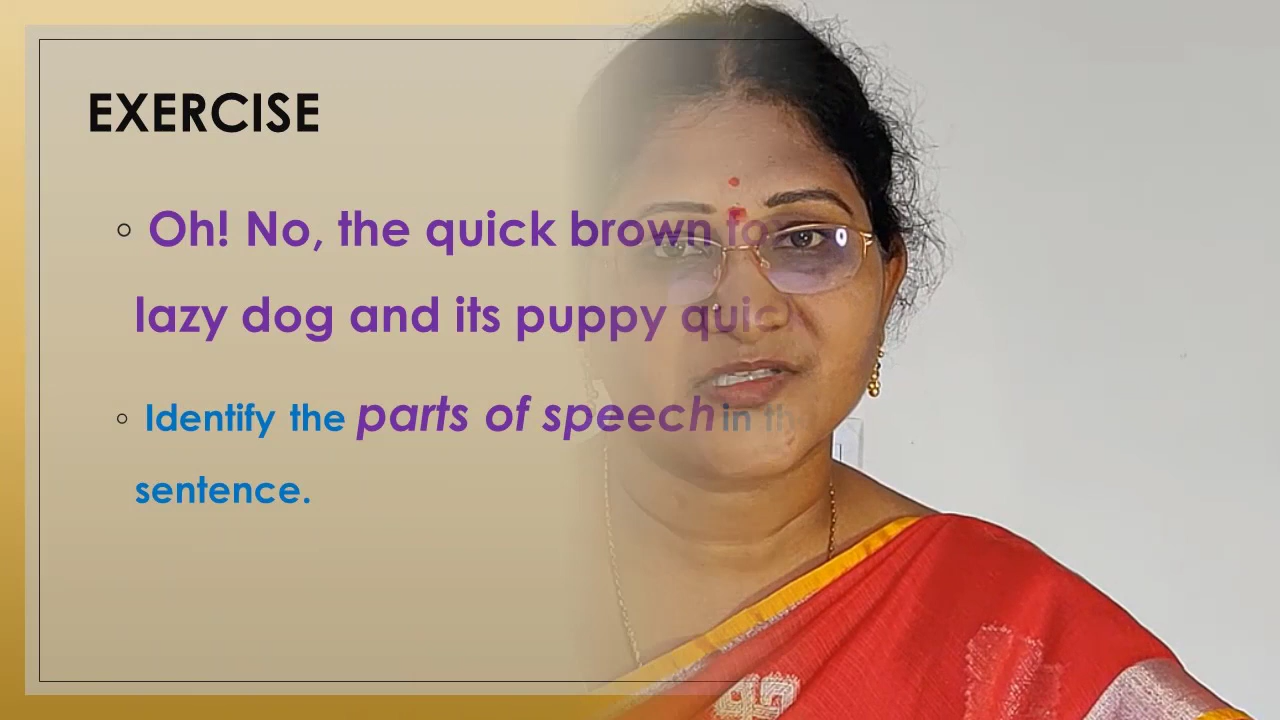 EXERCISE
Oh! No, the quick brown
lazy dog and its puppy
Identify the parts of speech in
sentence.